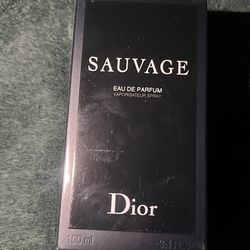 SAUVAGE
EAU DE PARFUM
VAPORISATEUR SPRAY
Dior
100 ml